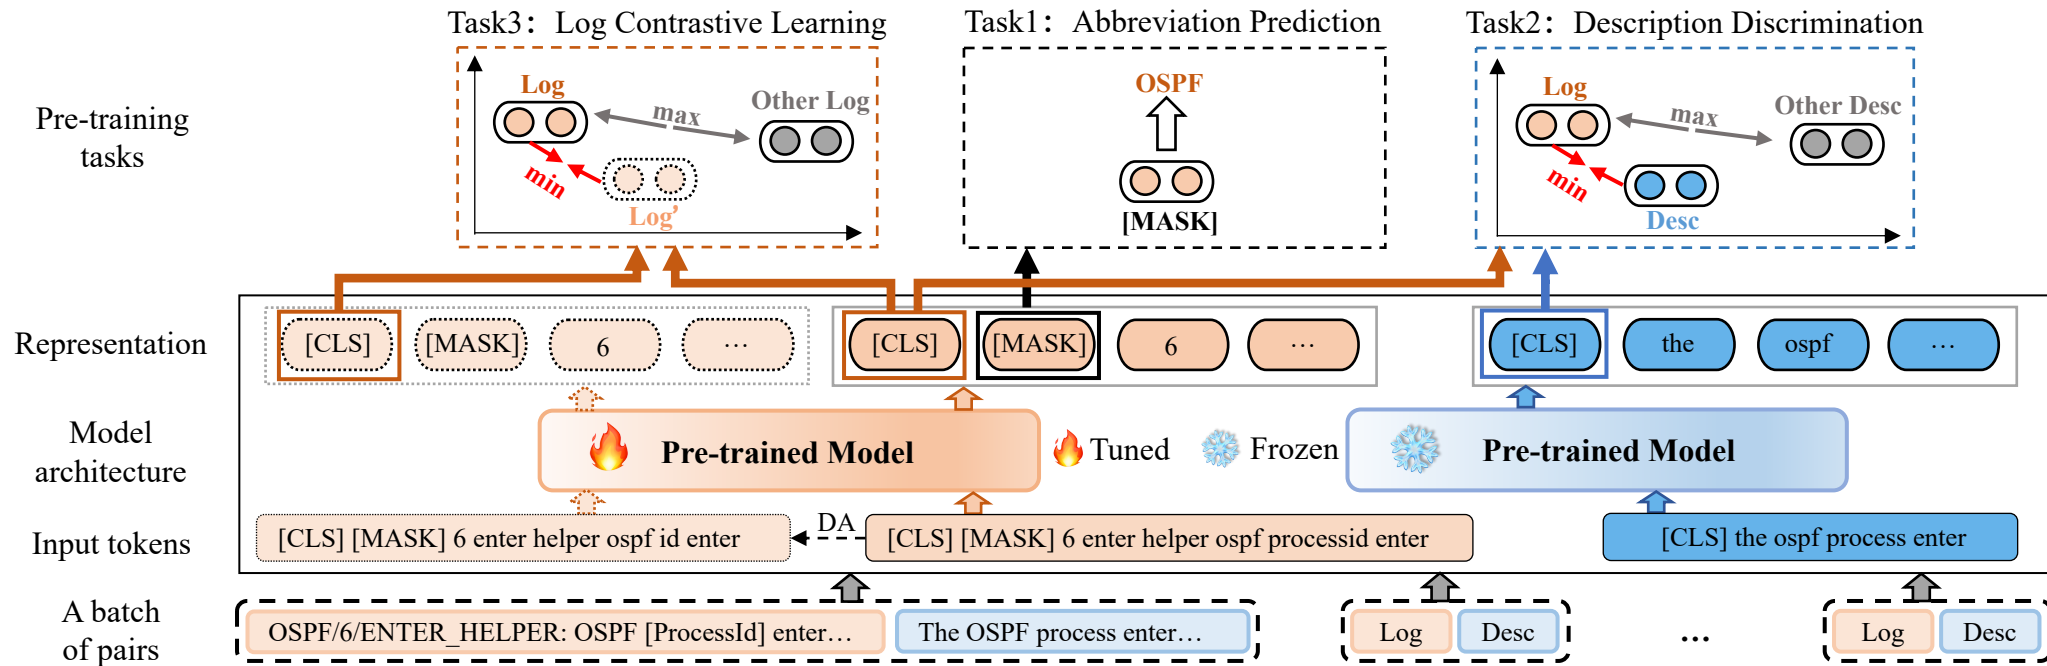 Task3： Log Contrastive Learning
Task1： Abbreviation Prediction
Task2： Description Discrimination
Pre-training
tasks
Log
max
Other Log
min
Log’
OSPF
[MASK]
Log
max
Other Desc
min
Desc
Representation
[CLS] [MASK] 6 …
[CLS] [MASK] 6 …
[CLS] the ospf …
Model
architecture
Pre-trained Model
Tuned
Frozen
Pre-trained Model
Input tokens
[CLS] [MASK] 6 enter helper ospf id enter
DA
[CLS] [MASK] 6 enter helper ospf processid enter
[CLS] the ospf process enter
A batch
of pairs
OSPF/6/ENTER_HELPER: OSPF [ProcessId] enter…
The OSPF process enter…
Log Desc
...
Log Desc